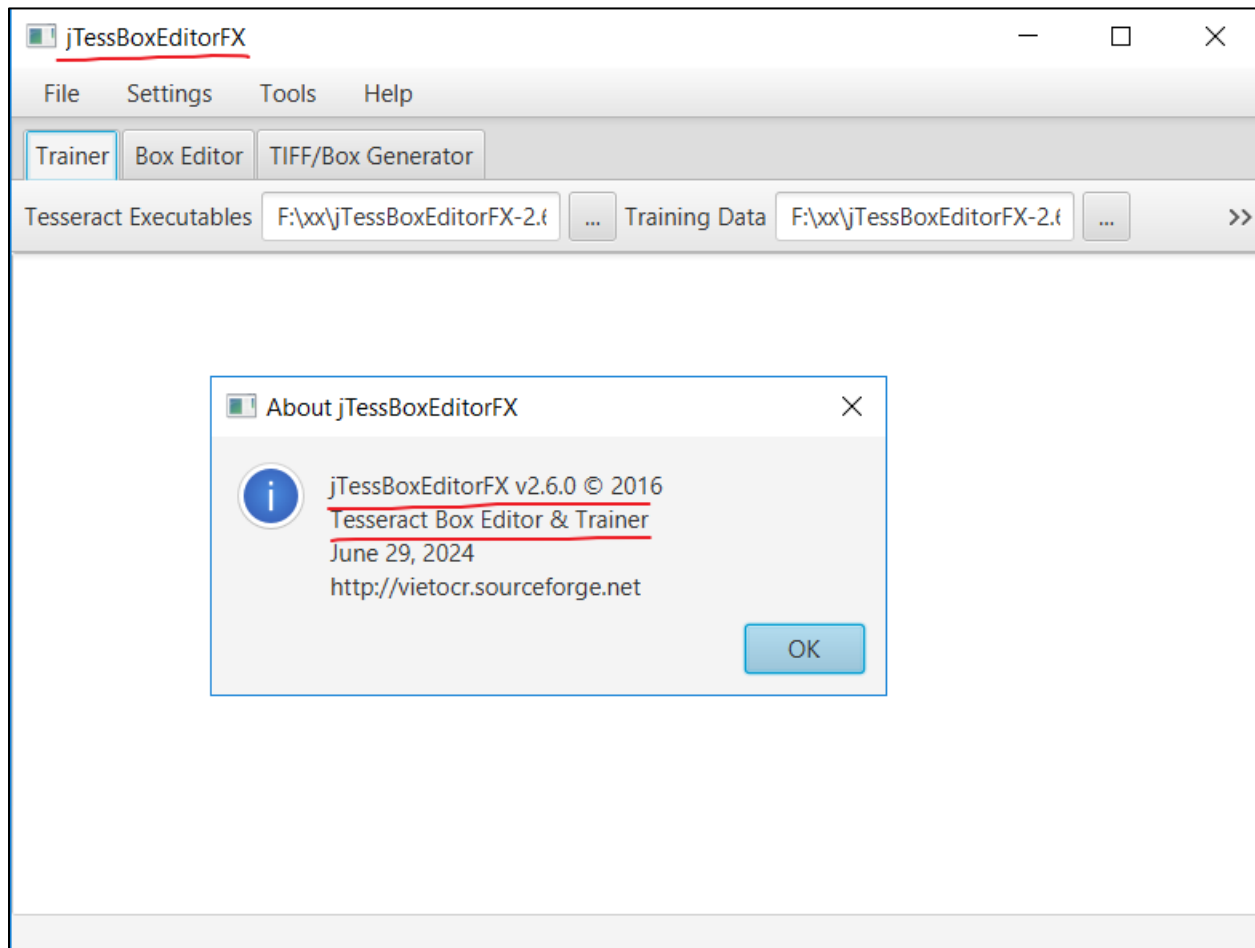 jTessBoxEditorFX
File Settings Tools Help
Trainer Box Editor TIFF/Box Generator
Tesseract Executables F:\xx\jTessBoxEditorFX-2.6 ... Training Data F:\xx\jTessBoxEditorFX-2.6 ... >>
About jTessBoxEditorFX
jTessBoxEditorFX v2.6.0 © 2016
Tesseract Box Editor & Trainer
June 29, 2024
http://vietocr.sourceforge.net
OK